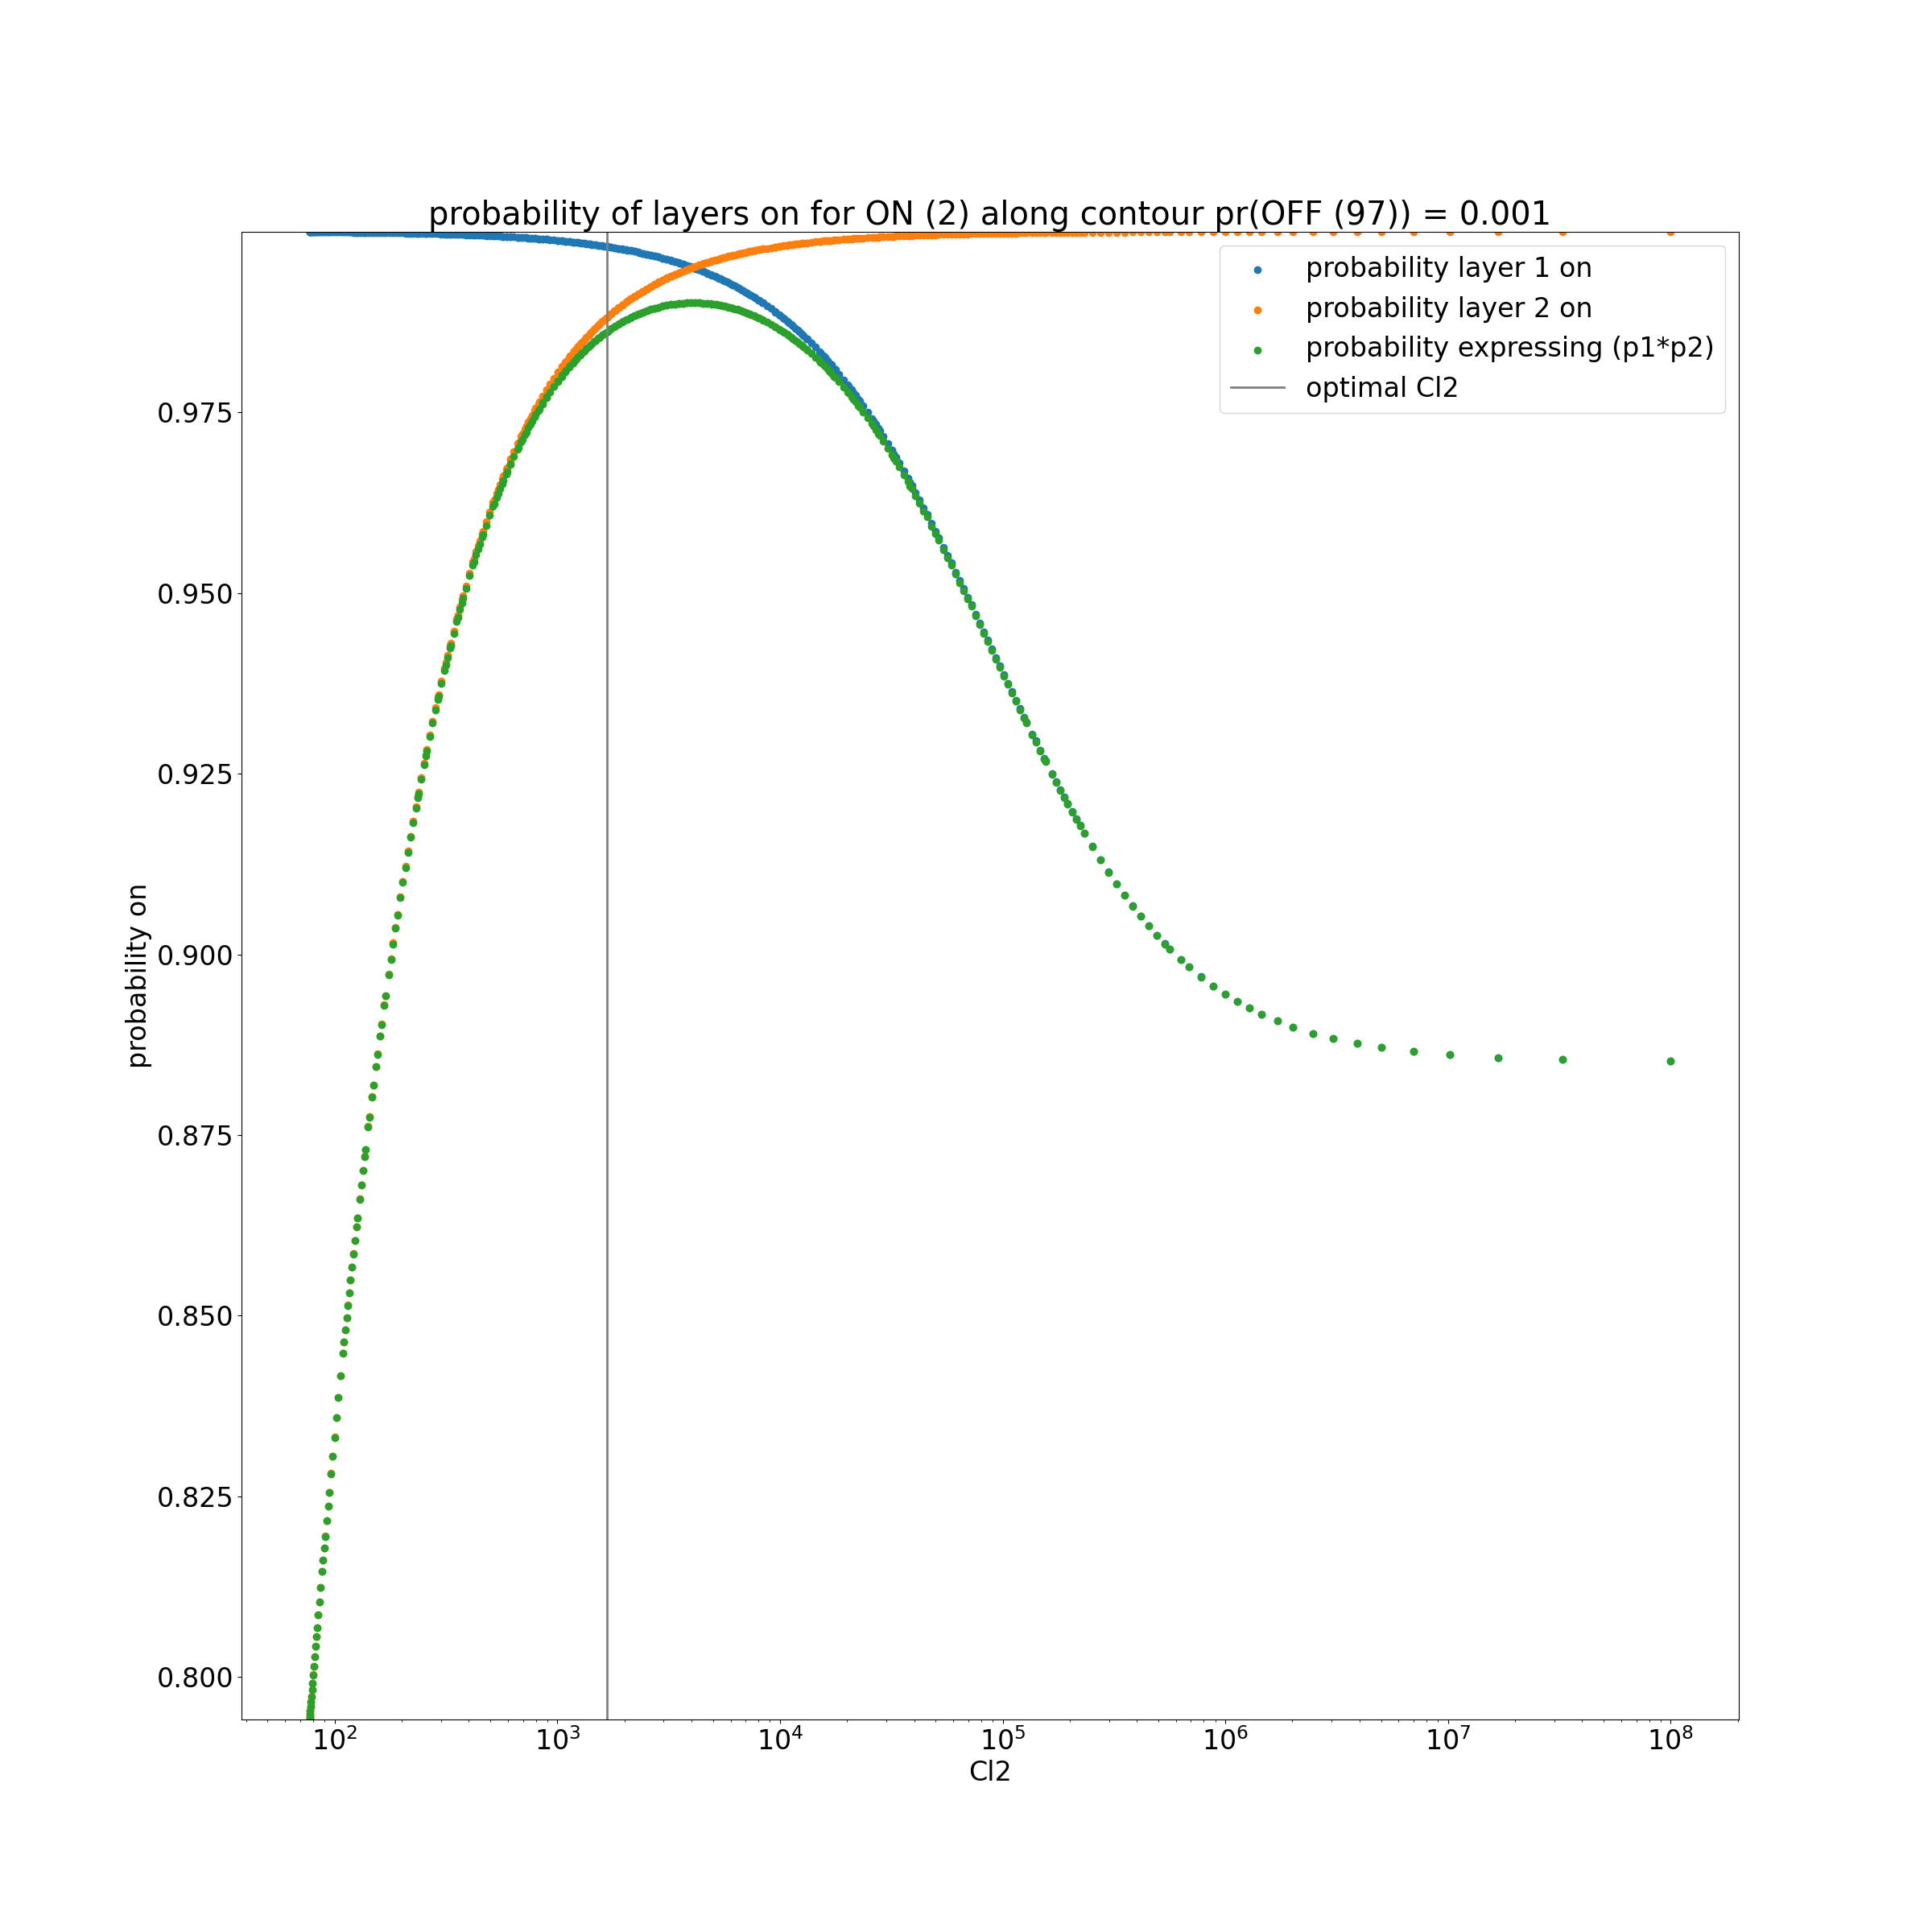 probability of layers on for ON (2) along contour pr(OFF (97)) = 0.001
probability layer 1 on
probability layer 2 on
probability expressing (p1*p2)
optimal Cl2
0.975
0.950
0.925
0.900
0.875
0.850
0.825
0.800
probability on
10² 10³ 10⁴ 10⁵ 10⁶ 10⁷ 10⁸
Cl2